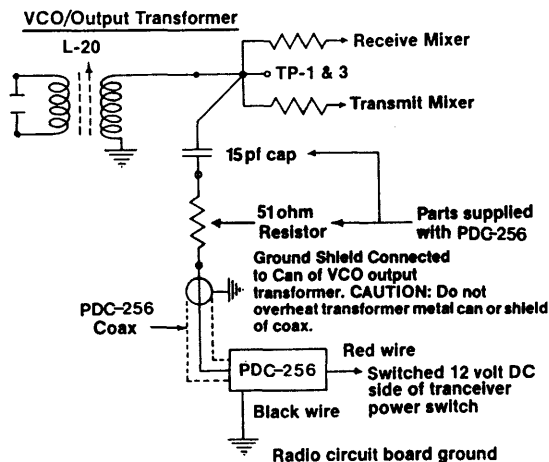 VCO/Output Transformer
L-20
Receive Mixer
TP-1 & 3
Transmit Mixer
15pf cap
51ohm
Resistor
Parts supplied
with PDC-256
Ground Shield Connected
to Can of VCO output
transformer. CAUTION: Do not
overheat transformer metal can or shield
of coax.
PDC-256
Coax
PDC-256
Red wire
Switched 12 volt DC
side of tranceiver
power switch
Black wire
Radio circuit board ground